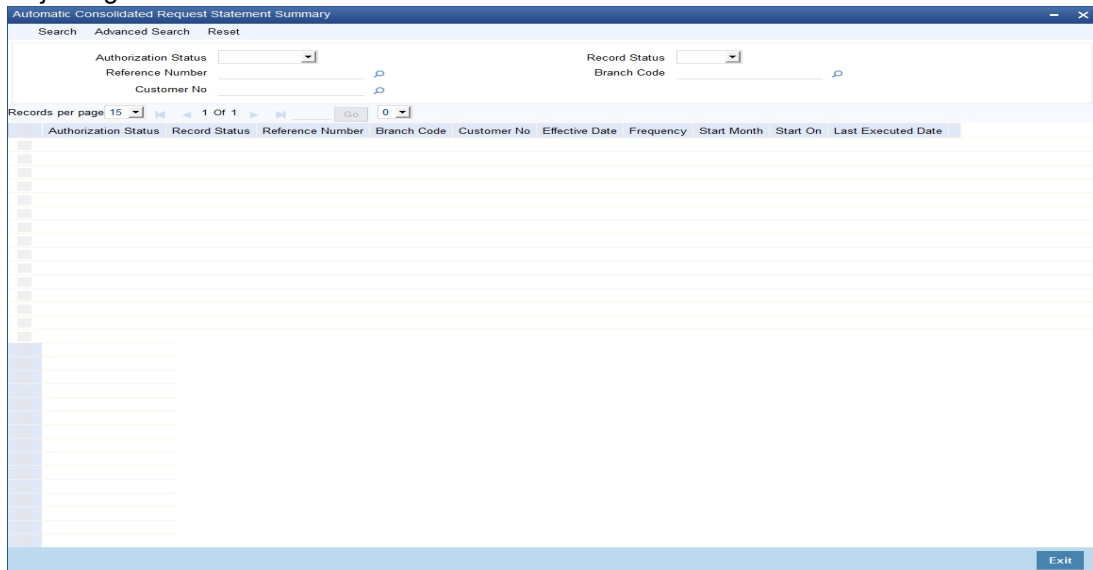 Automatic Consolidated Request Statement Summary
Search Advanced Search Reset
Authorization Status Record Status
Reference Number Branch Code
Customer No
Records per page 15 1 Of 1 Go 0
Authorization Status Record Status Reference Number Branch Code Customer No Effective Date Frequency Start Month Start On Last Executed Date
Exit